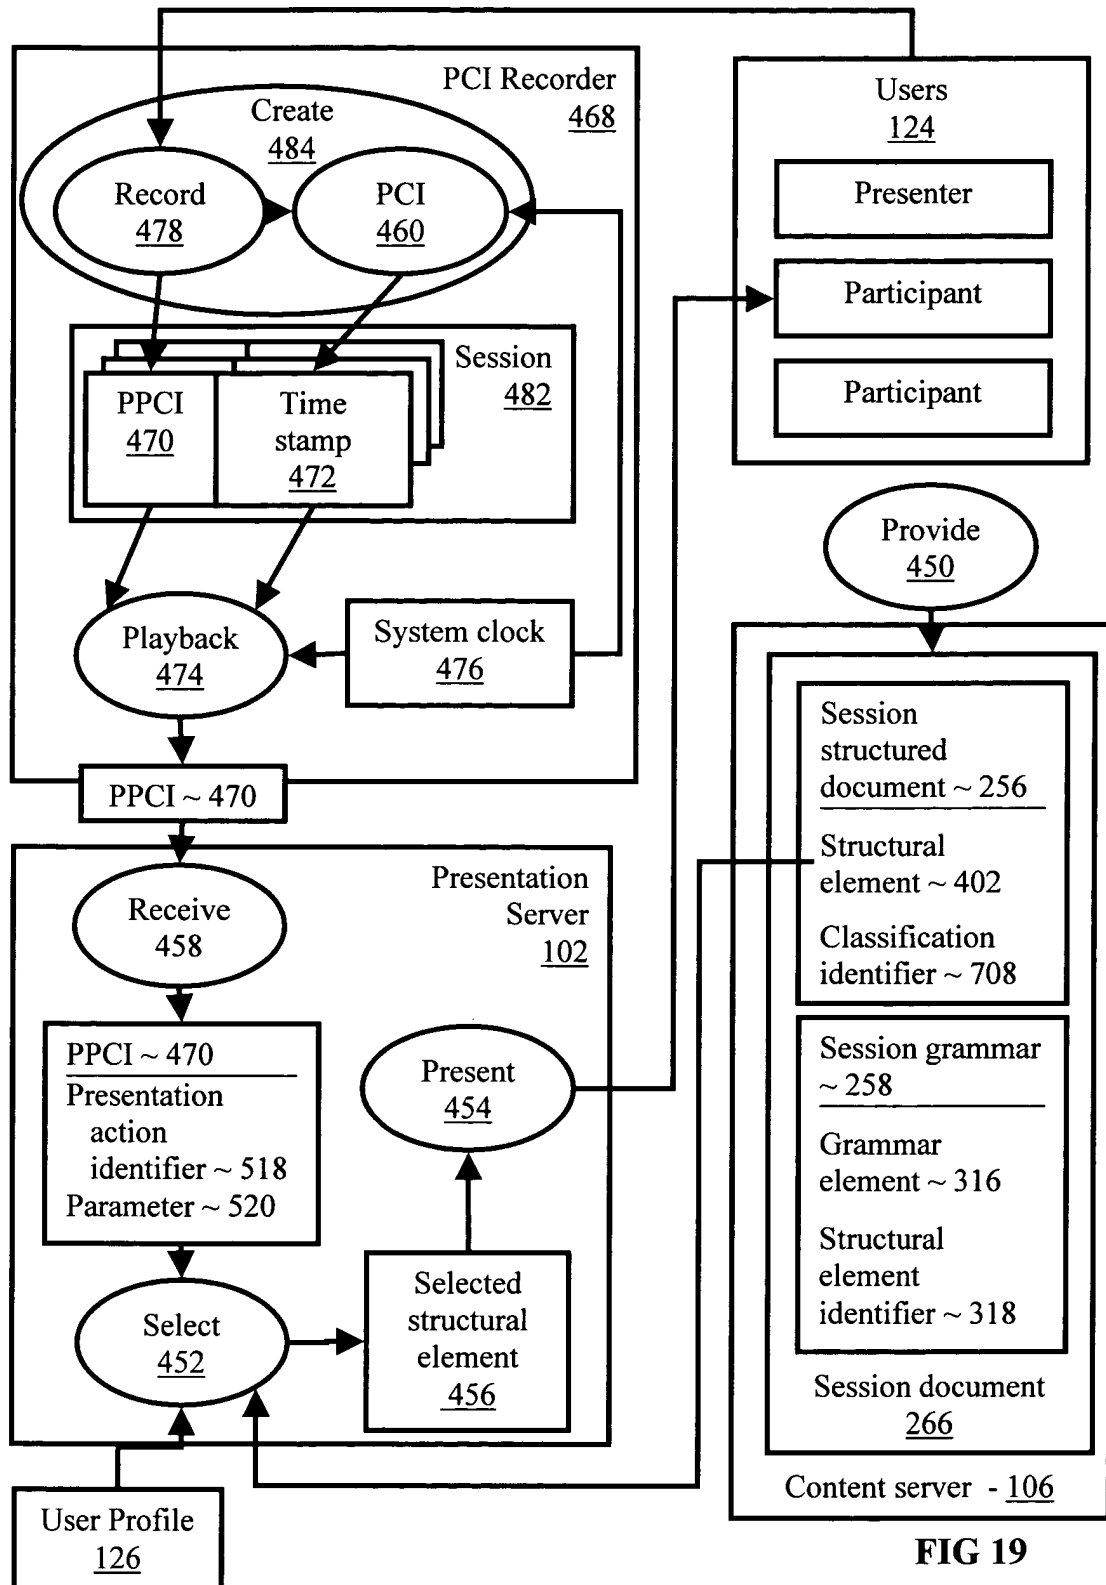 PCI Recorder
468
Create
484
Record
478
PCI
460
Session
482
PPCI
470
Time
stamp
472
Playback
474
System clock
476
PPCI ~ 470
Users
124
Presenter
Participant
Participant
Provide
450
Session
structured
document ~ 256
Structural
element ~ 402
Classification
identifier ~ 708
Session grammar
~ 258
Grammar
element ~ 316
Structural
element
identifier ~ 318
Session document
266
Content server - 106
Presentation
Server
102
Receive
458
PPCI ~ 470
Presentation
action
identifier ~ 518
Parameter ~ 520
Present
454
Select
452
Selected
structural
element
456
User Profile
126
FIG 19